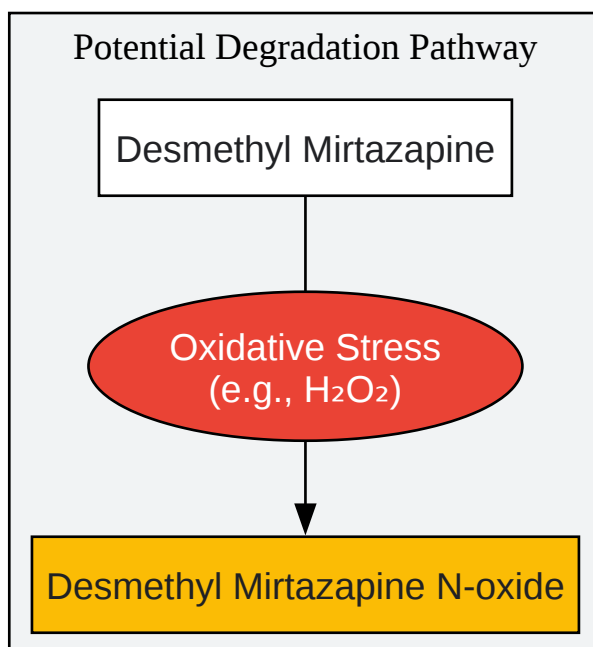 Potential Degradation Pathway
Desmethyl Mirtazapine
Oxidative Stress
(e.g., H₂O₂)
Desmethyl Mirtazapine N-oxide